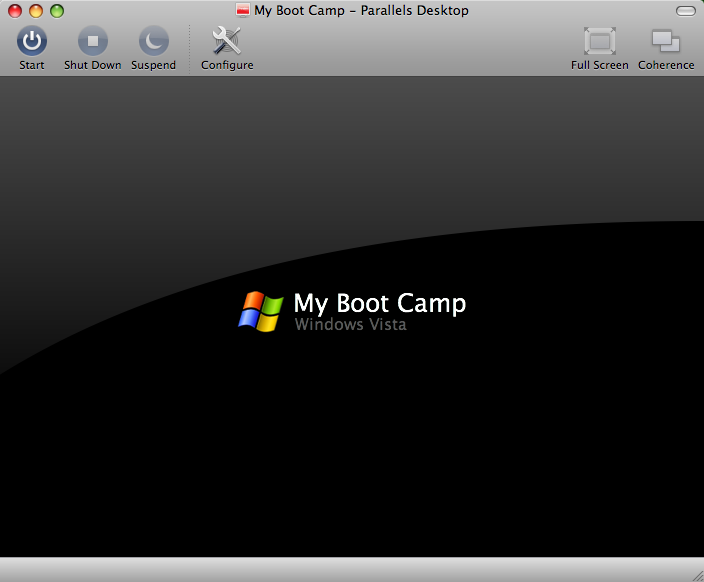 My Boot Camp – Parallels Desktop
Start Shut Down Suspend Configure Full Screen Coherence
My Boot Camp
Windows Vista